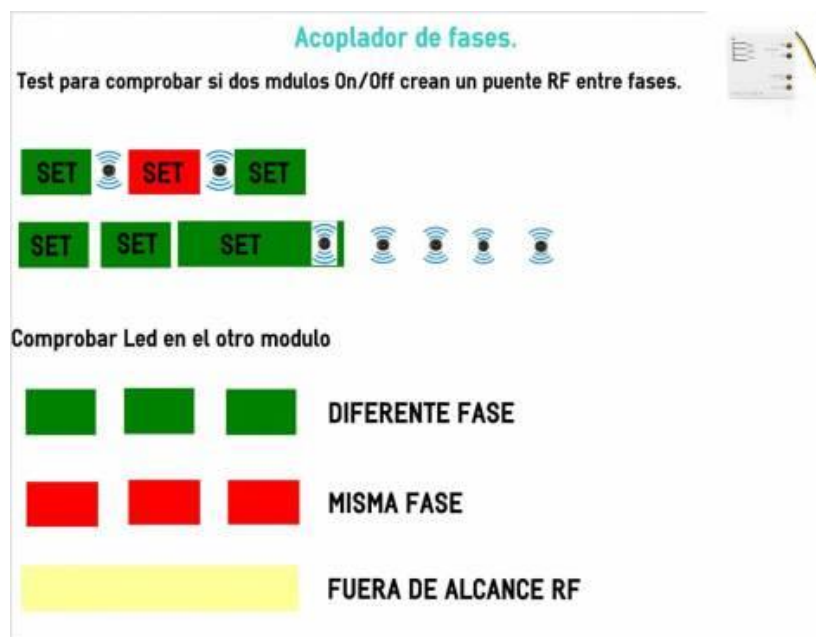 Acoplador de fases.
Test para comprobar si dos mdulos On/Off crean un puente RF entre fases.
SET SET SET
SET SET SET
Comprobar Led en el otro modulo
DIFERENTE FASE
MISMA FASE
FUERA DE ALCANCE RF